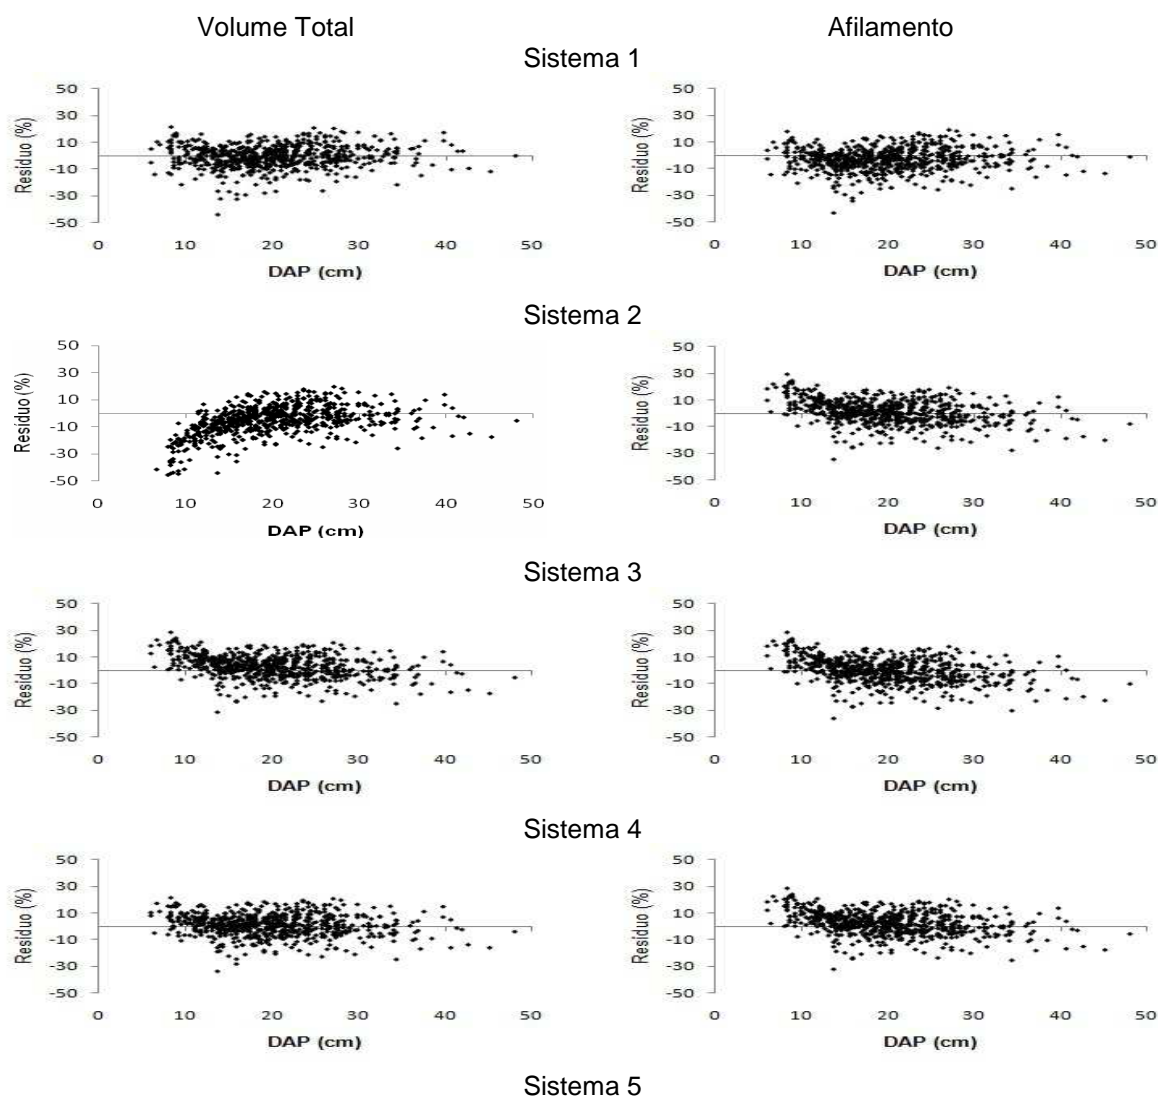 Volume Total Afilamento
Sistema 1
50 50
30 30
10 10
-10 -10
-30 -30
-50 -50
Resíduo (%) Resíduo (%)
0 10 20 30 40 50 0 10 20 30 40 50
DAP (cm) DAP (cm)
Sistema 2
50 50
30 30
10 10
-10 -10
-30 -30
-50 -50
Resíduo (%) Resíduo (%)
0 10 20 30 40 50 0 10 20 30 40 50
DAP (cm) DAP (cm)
Sistema 3
50 50
30 30
10 10
-10 -10
-30 -30
-50 -50
Resíduo (%) Resíduo (%)
0 10 20 30 40 50 0 10 20 30 40 50
DAP (cm) DAP (cm)
Sistema 4
50 50
30 30
10 10
-10 -10
-30 -30
-50 -50
Resíduo (%) Resíduo (%)
0 10 20 30 40 50 0 10 20 30 40 50
DAP (cm) DAP (cm)
Sistema 5